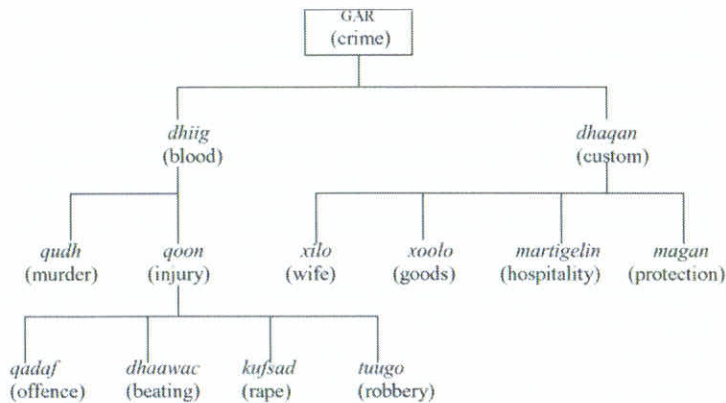 GAR
(crime)
dhiig
(blood)
dhaqan
(custom)
qudh
(murder)
qoon
(injury)
xilo
(wife)
xoolo
(goods)
martigelin
(hospitality)
magan
(protection)
qadaf
(offence)
dhaawac
(beating)
kufsad
(rape)
tuugo
(robbery)